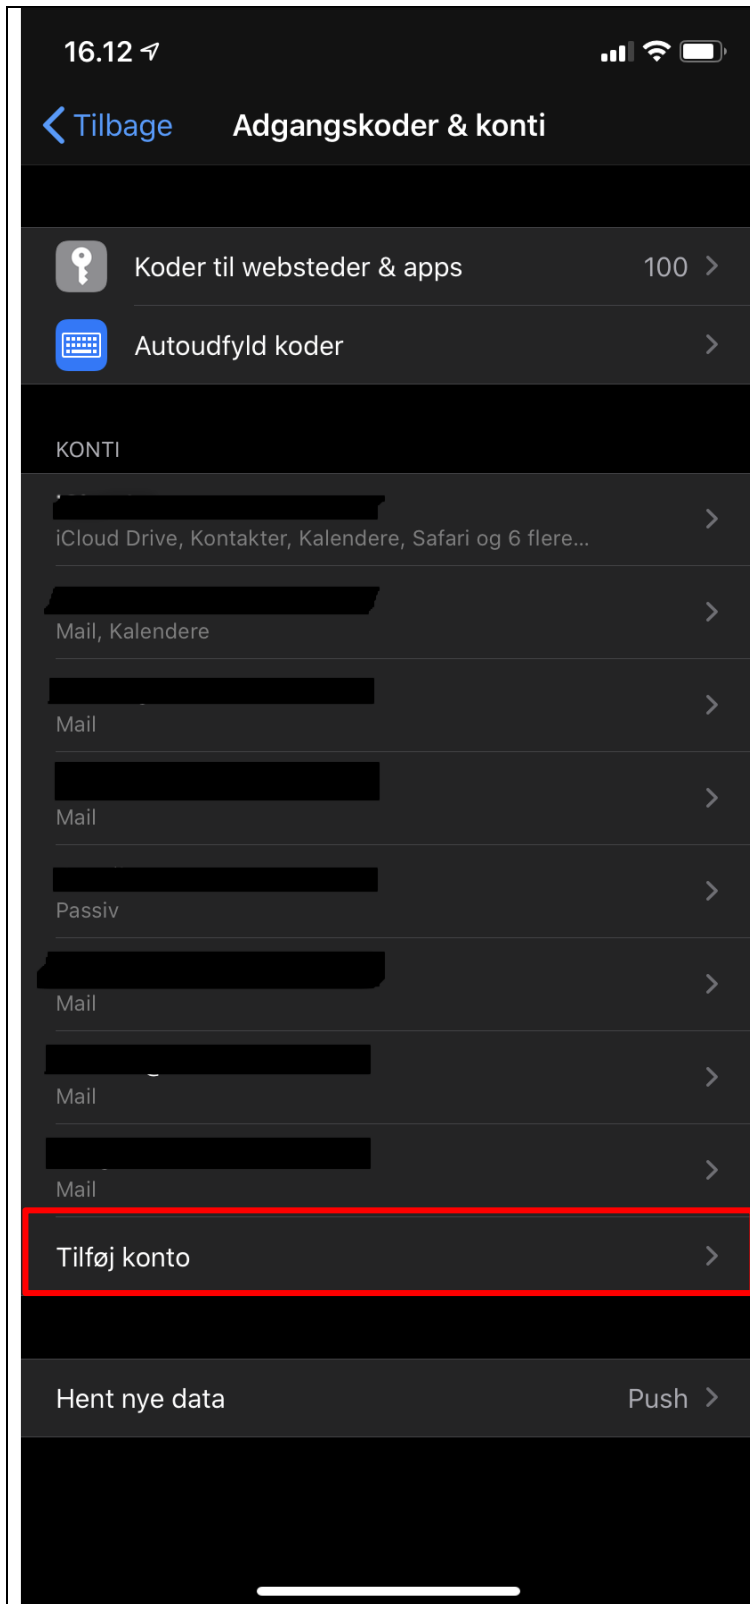 16.12
Tilbage
Adgangskoder & konti
Koder til websteder & apps 100
Autoudfyld koder
KONTI
iCloud Drive, Kontakter, Kalendere, Safari og 6 flere...
Mail, Kalendere
Mail
Mail
Passiv
Mail
Mail
Mail
Tilføj konto
Hent nye data Push